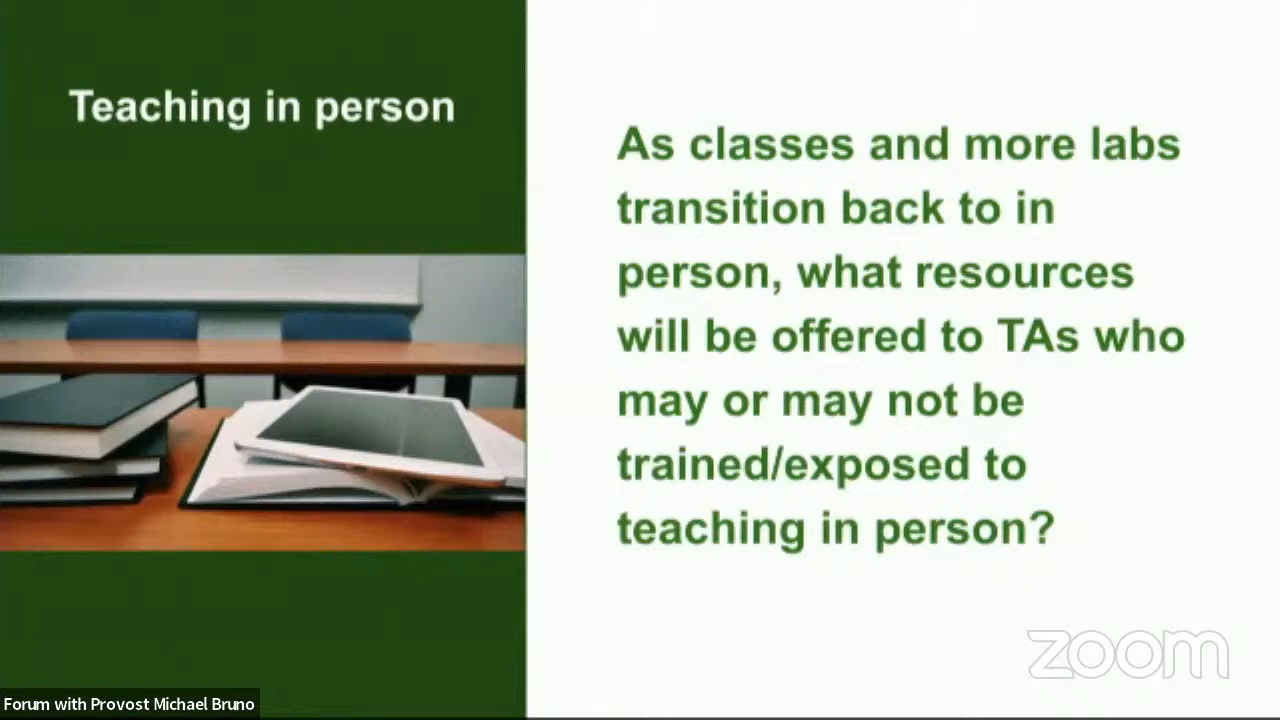 Teaching in person
As classes and more labs
transition back to in
person, what resources
will be offered to TAs who
may or may not be
trained/exposed to
teaching in person?
zoom
Forum with Provost Michael Bruno